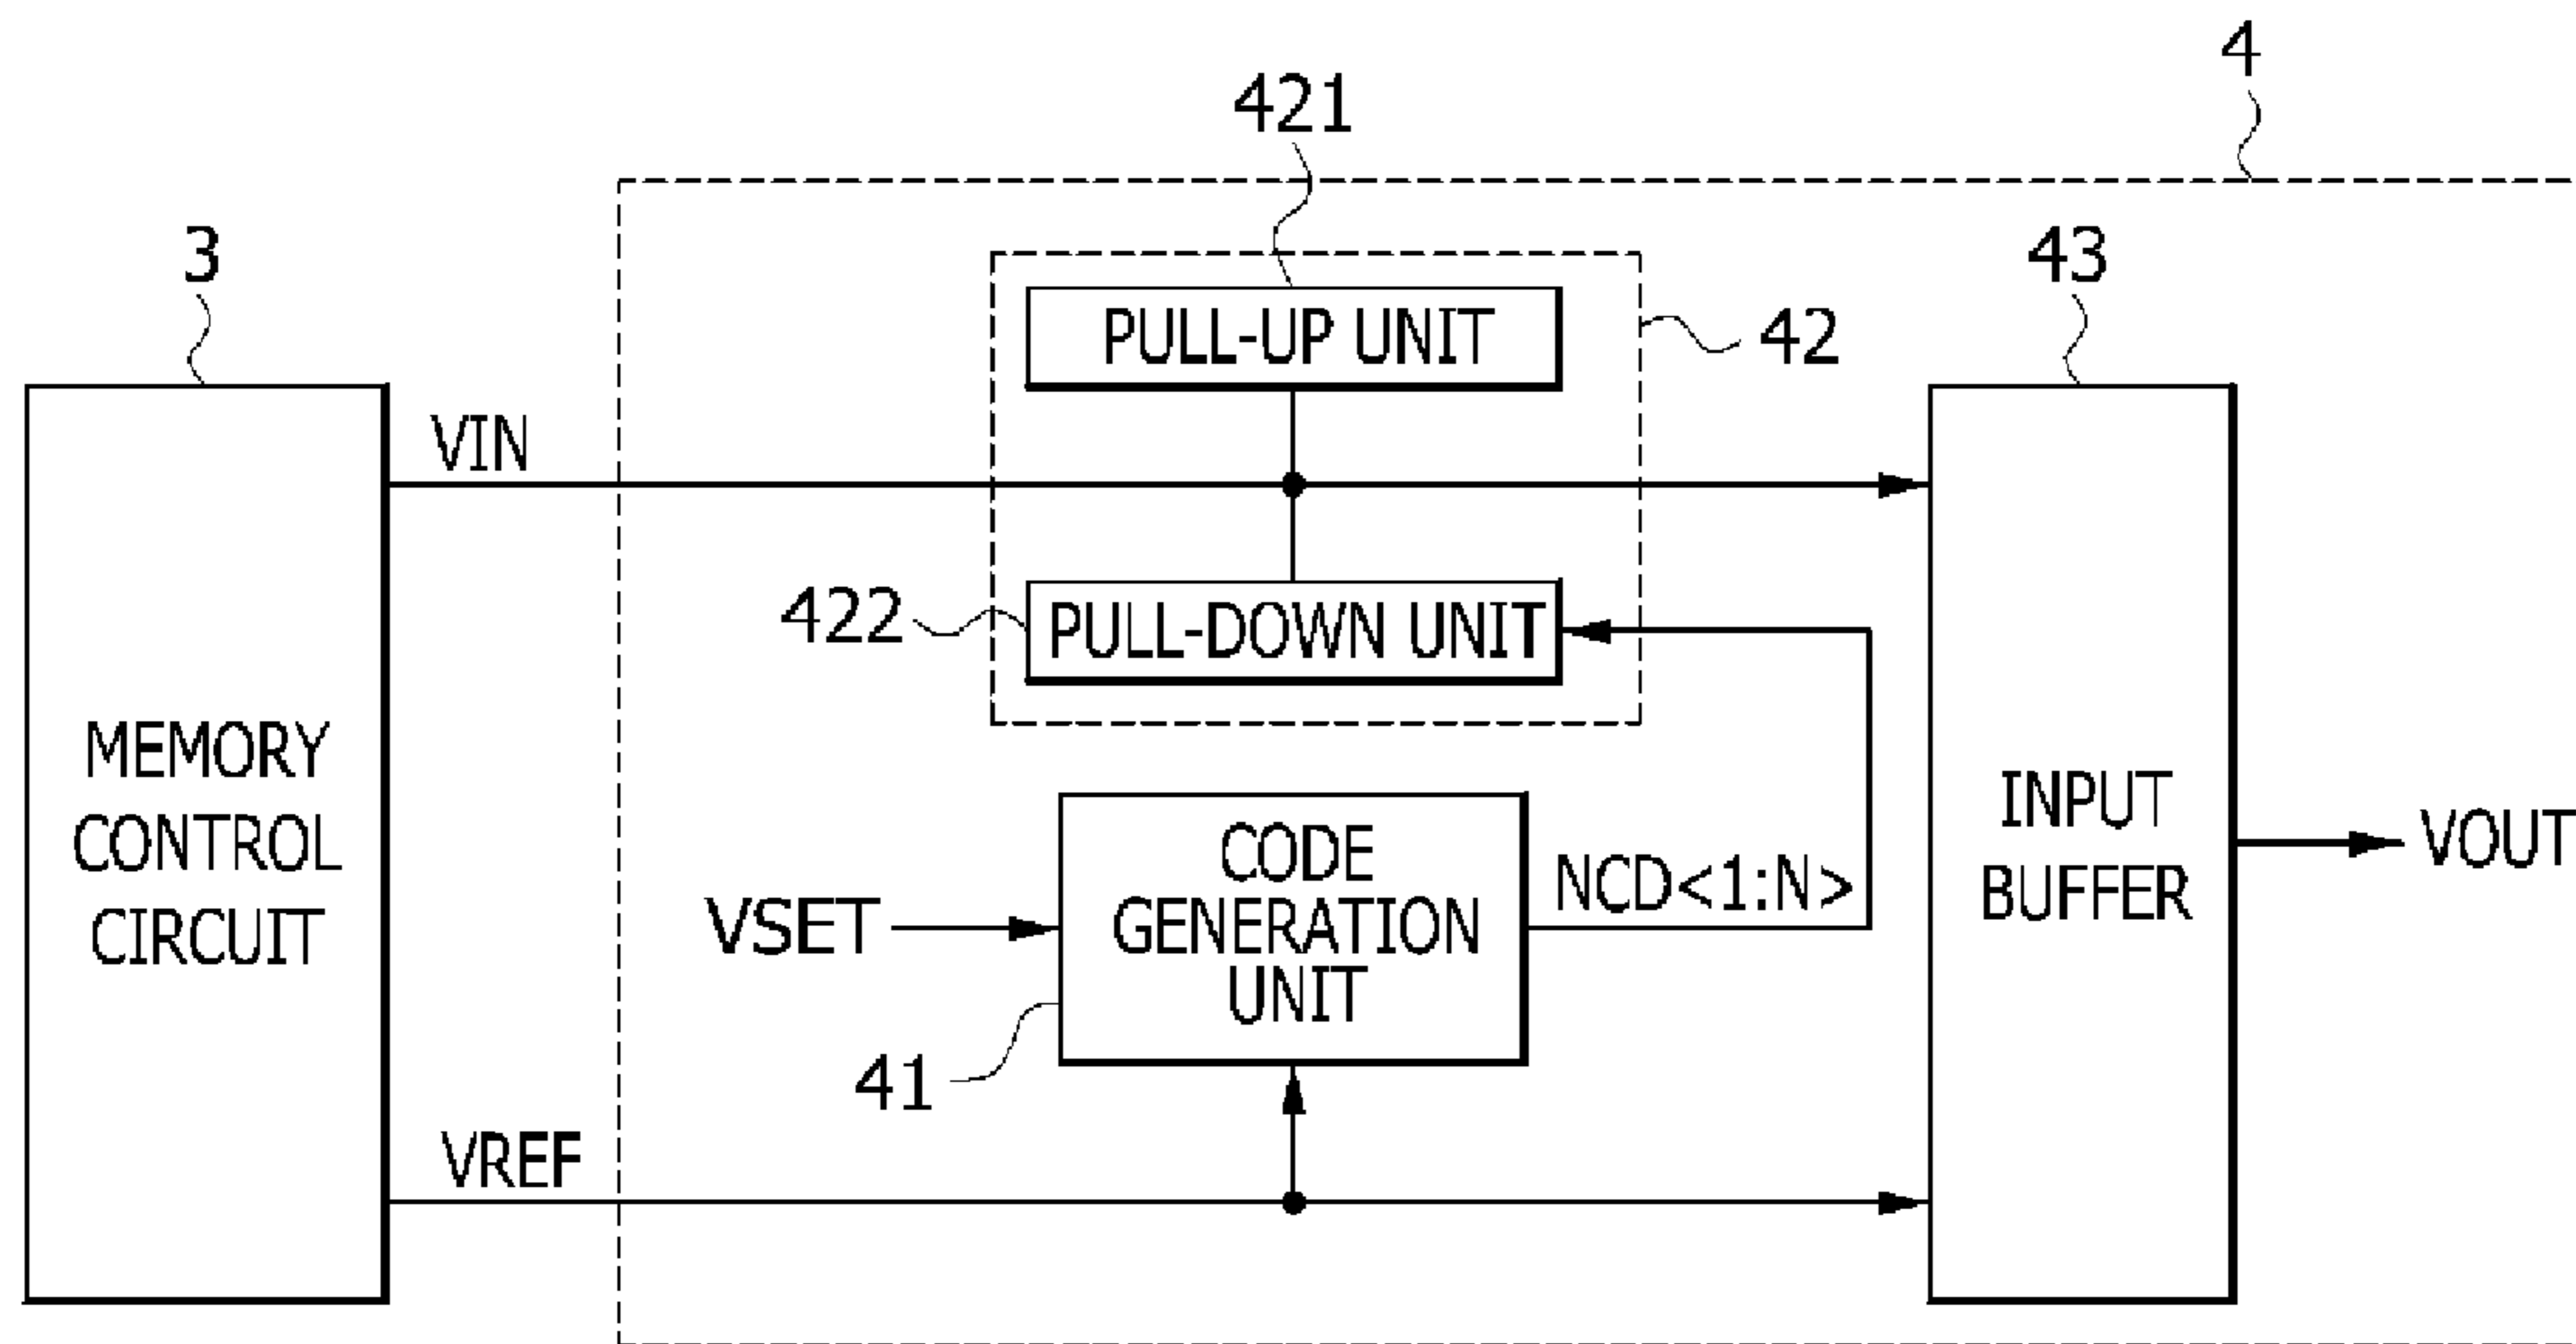 4
421
3
43
PULL-UP UNIT
42
VIN
422
PULL-DOWN UNIT
MEMORY
CONTROL
CIRCUIT
CODE
GENERATION
UNIT
VSET
NCD<1:N>
INPUT
BUFFER
VOUT
41
VREF